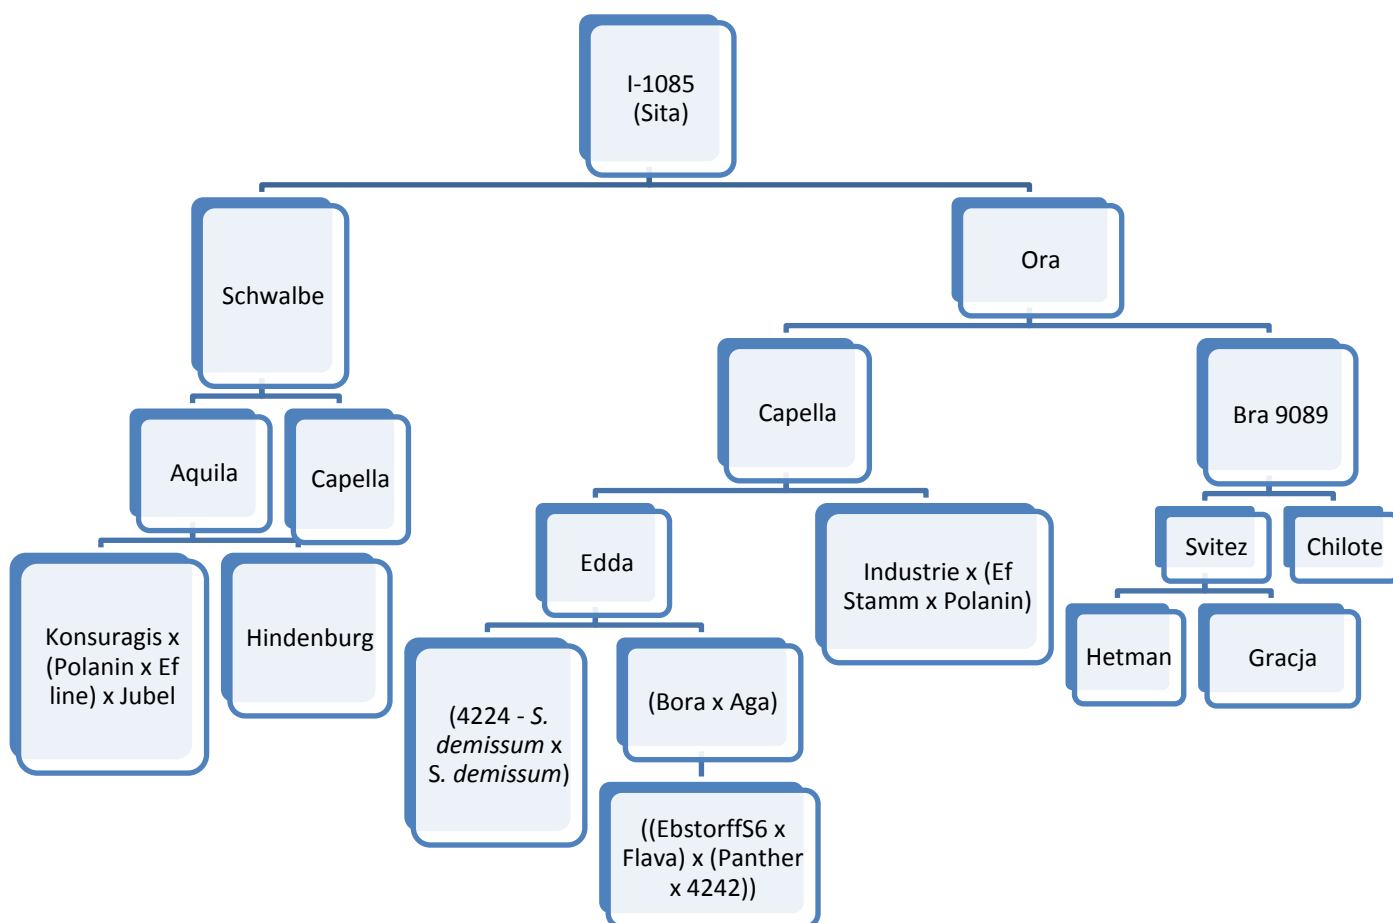 I-1085
(Sita)
Schwalbe
Ora
Aquila
Capella
Capella
Bra 9089
Konsuragis x
(Polanin x Ef
line) x Jubel
Hindenburg
Edda
Industrie x (Ef
Stamm x Polanin)
Svitez
Chilote
(4224 - S.
demissum x
S. demissum)
(Bora x Aga)
Hetman
Gracja
((EbstorffS6 x
Flava) x (Panther
x 4242))